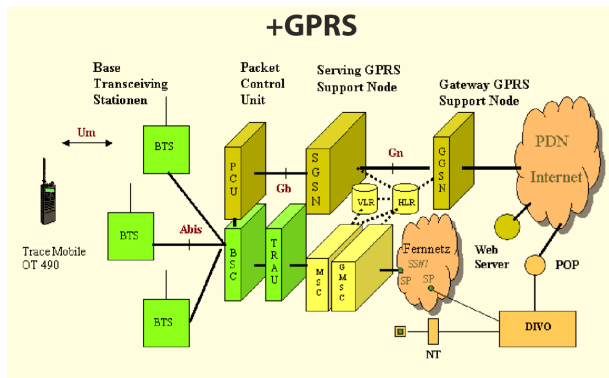 +GPRS
Base
Transceiving
Stationen
Packet
Control
Unit
Serving GPRS
Support Node
Gateway GPRS
Support Node
Um
BTS
PCU
Gb
SGSN
Gn
GGSN
PDN
Internet
VLR
HLR
Trace Mobile
OT 490
BTS
Abis
BSC
TRAU
MSC
GMSC
Fernnetz
SS#7
SP
SP
Web
Server
POP
BTS
NT
DIVO